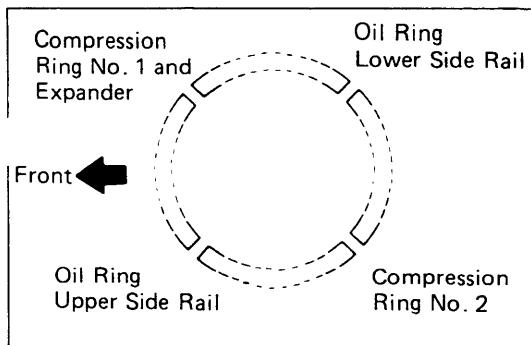 Compression
Ring No. 1 and
Expander
Oil Ring
Lower Side Rail
Front
Oil Ring
Upper Side Rail
Compression
Ring No. 2